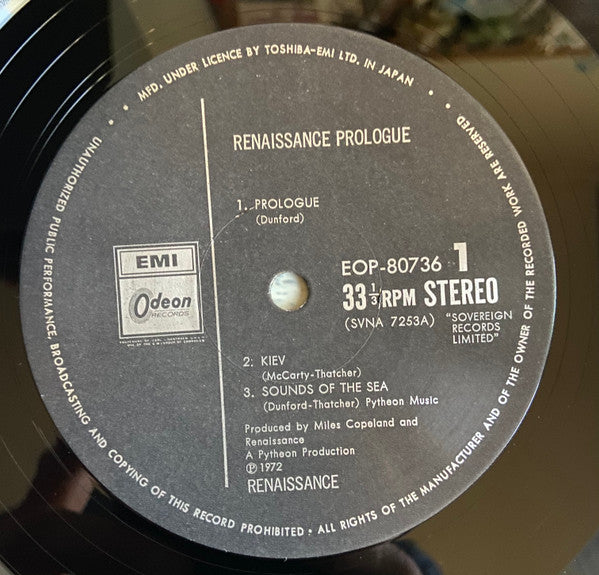 MFD. UNDER LICENCE BY TOSHIBA-EMI LTD. IN JAPAN
UNAUTHORIZED PUBLIC PERFORMANCE, BROADCASTING AND COPYING OF THIS RECORD PROHIBITED • ALL RIGHTS OF THE MANUFACTURER AND OF THE OWNER OF THE RECORDED WORK ARE RESERVED
RENAISSANCE PROLOGUE
1. PROLOGUE
(Dunford)
EMI
Odeon
RECORDS
EOP-80736 1
33 1/3 RPM STEREO
(SVNA 7253A)
"SOVEREIGN
RECORDS
LIMITED"
2. KIEV
(McCarty-Thatcher)
3. SOUNDS OF THE SEA
(Dunford-Thatcher) Pytheon Music
Produced by Miles Copeland and
Renaissance
A Pytheon Production
Ⓟ 1972
RENAISSANCE